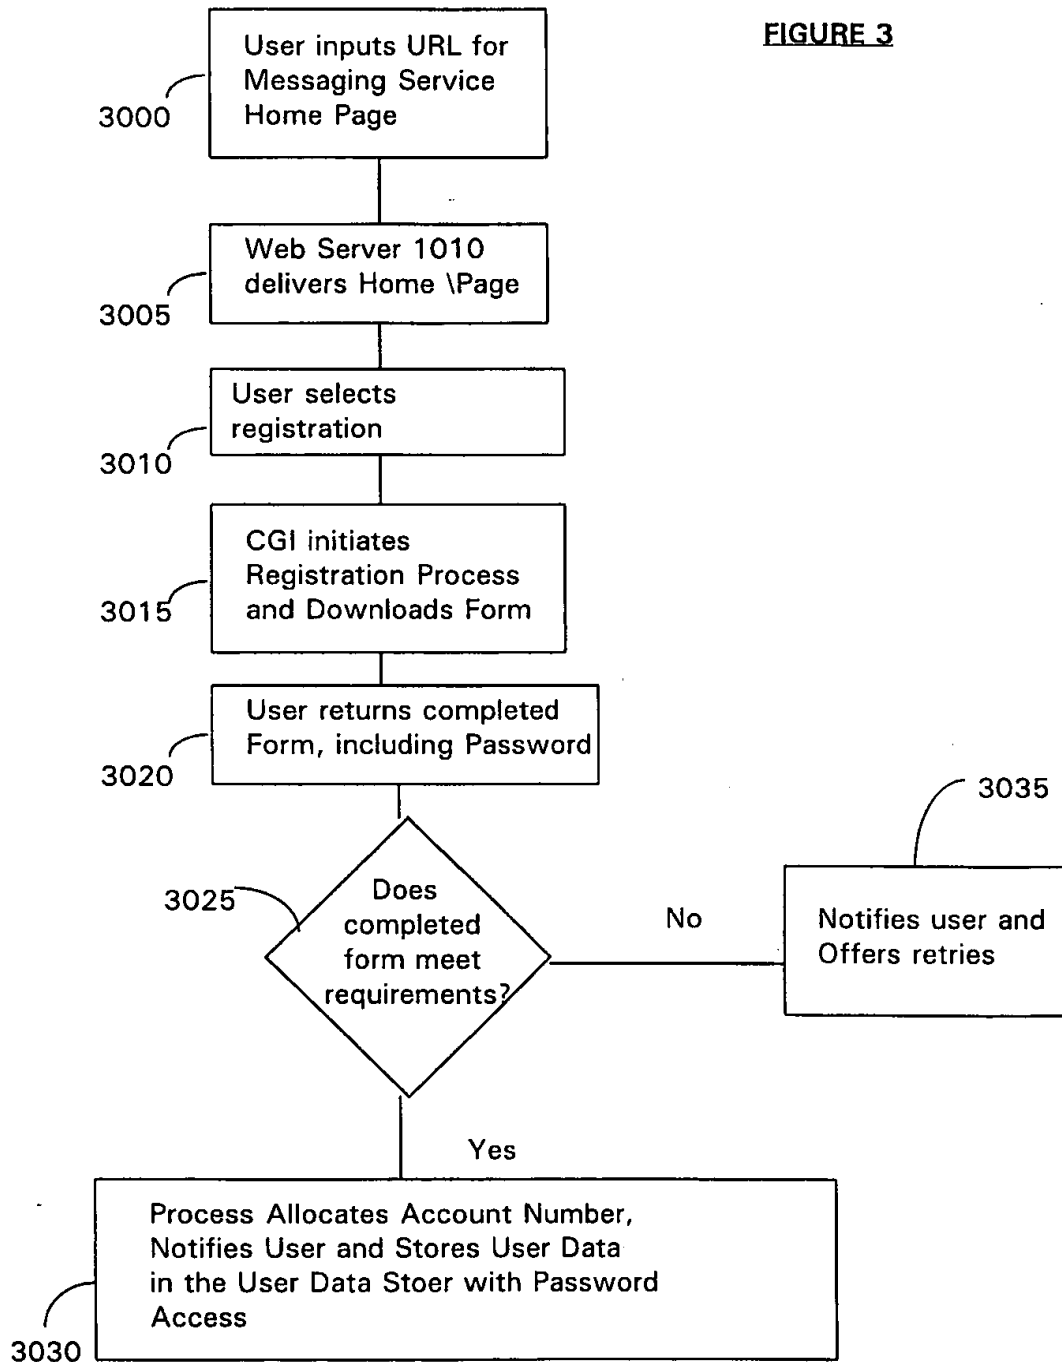 FIGURE 3
User inputs URL for
Messaging Service
Home Page
3000
Web Server 1010
delivers Home \Page
3005
User selects
registration
3010
CGI initiates
Registration Process
and Downloads Form
3015
User returns completed
Form, including Password
3020
3035
Does
completed
form meet
requirements?
3025
No
Notifies user and
Offers retries
Yes
Process Allocates Account Number,
Notifies User and Stores User Data
in the User Data Stoer with Password
Access
3030